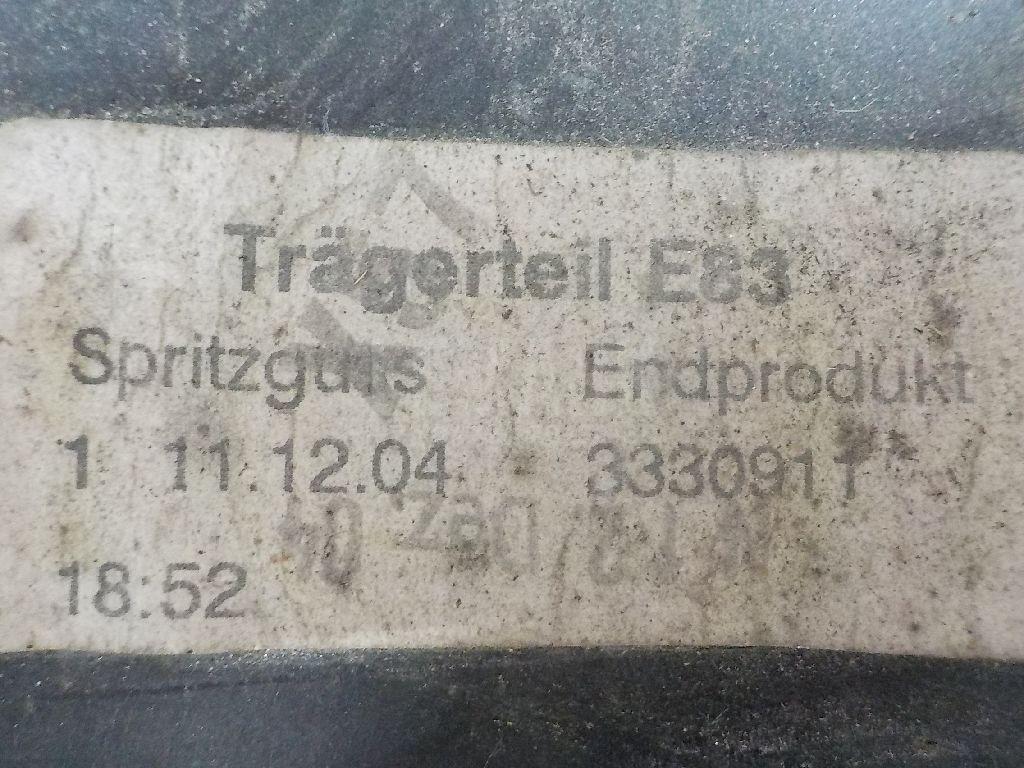 Trägerteil E83
Spritzguss Endprodukt
1 11.12.04 3330911
18:52